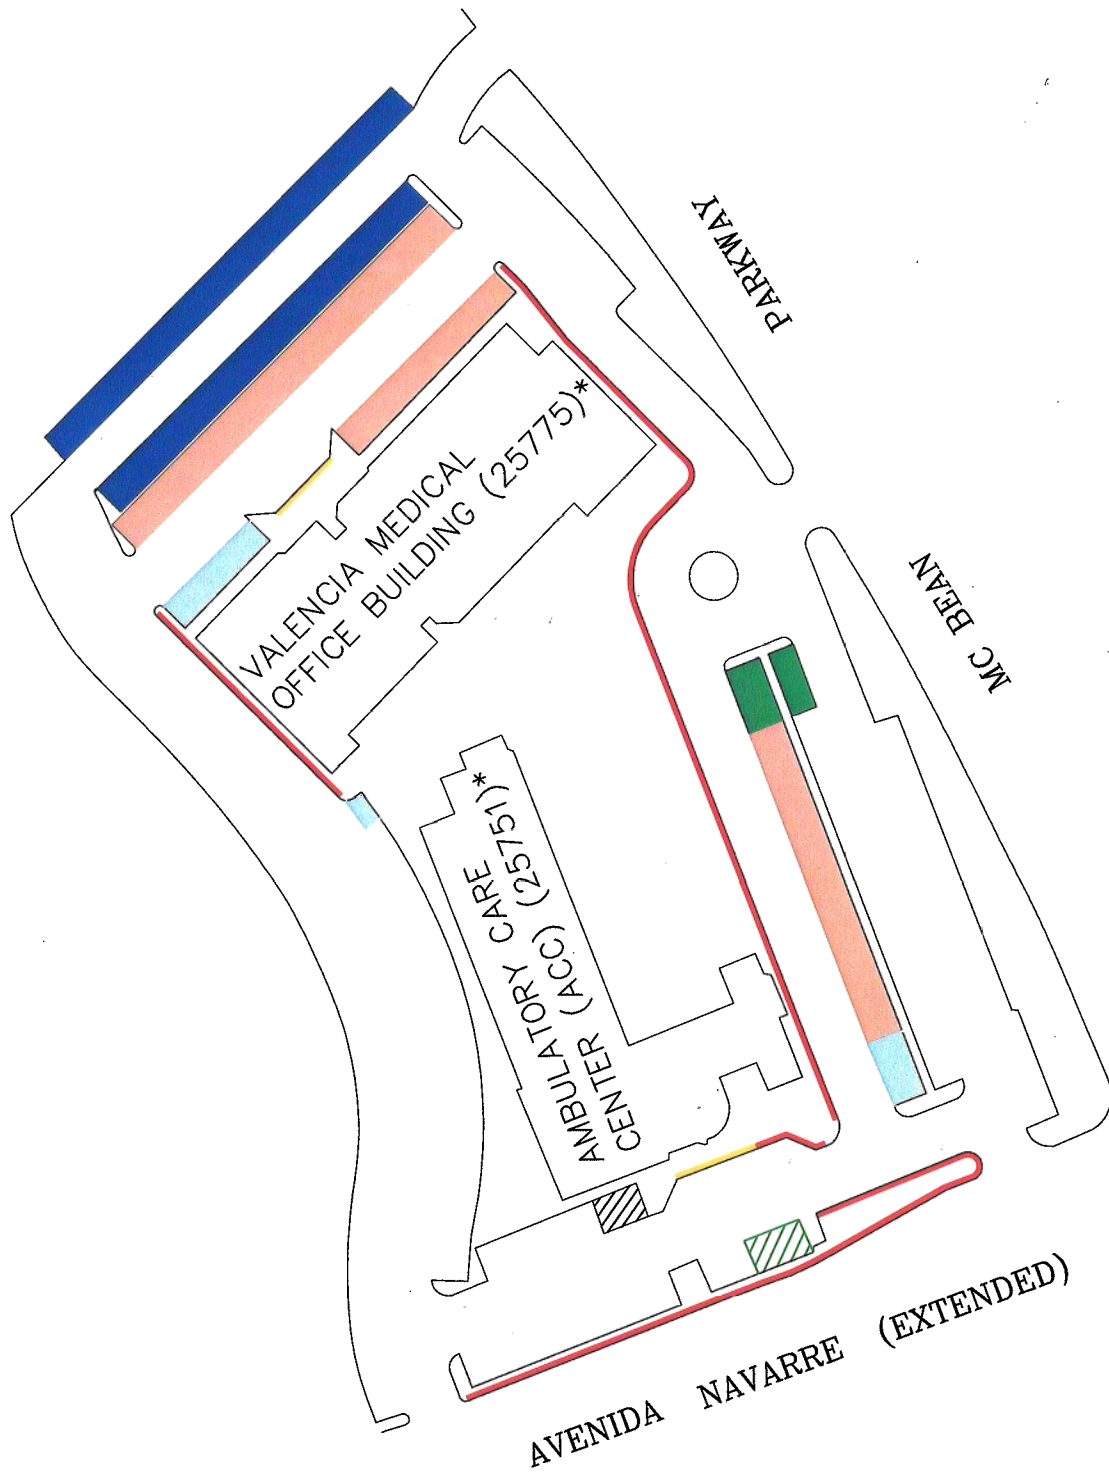 PARKWAY
VALENCIA MEDICAL
OFFICE BUILDING (25775)*
MC BEAN
AMBULATORY CARE
CENTER (ACC) (25751)*
AVENIDA NAVARRE (EXTENDED)